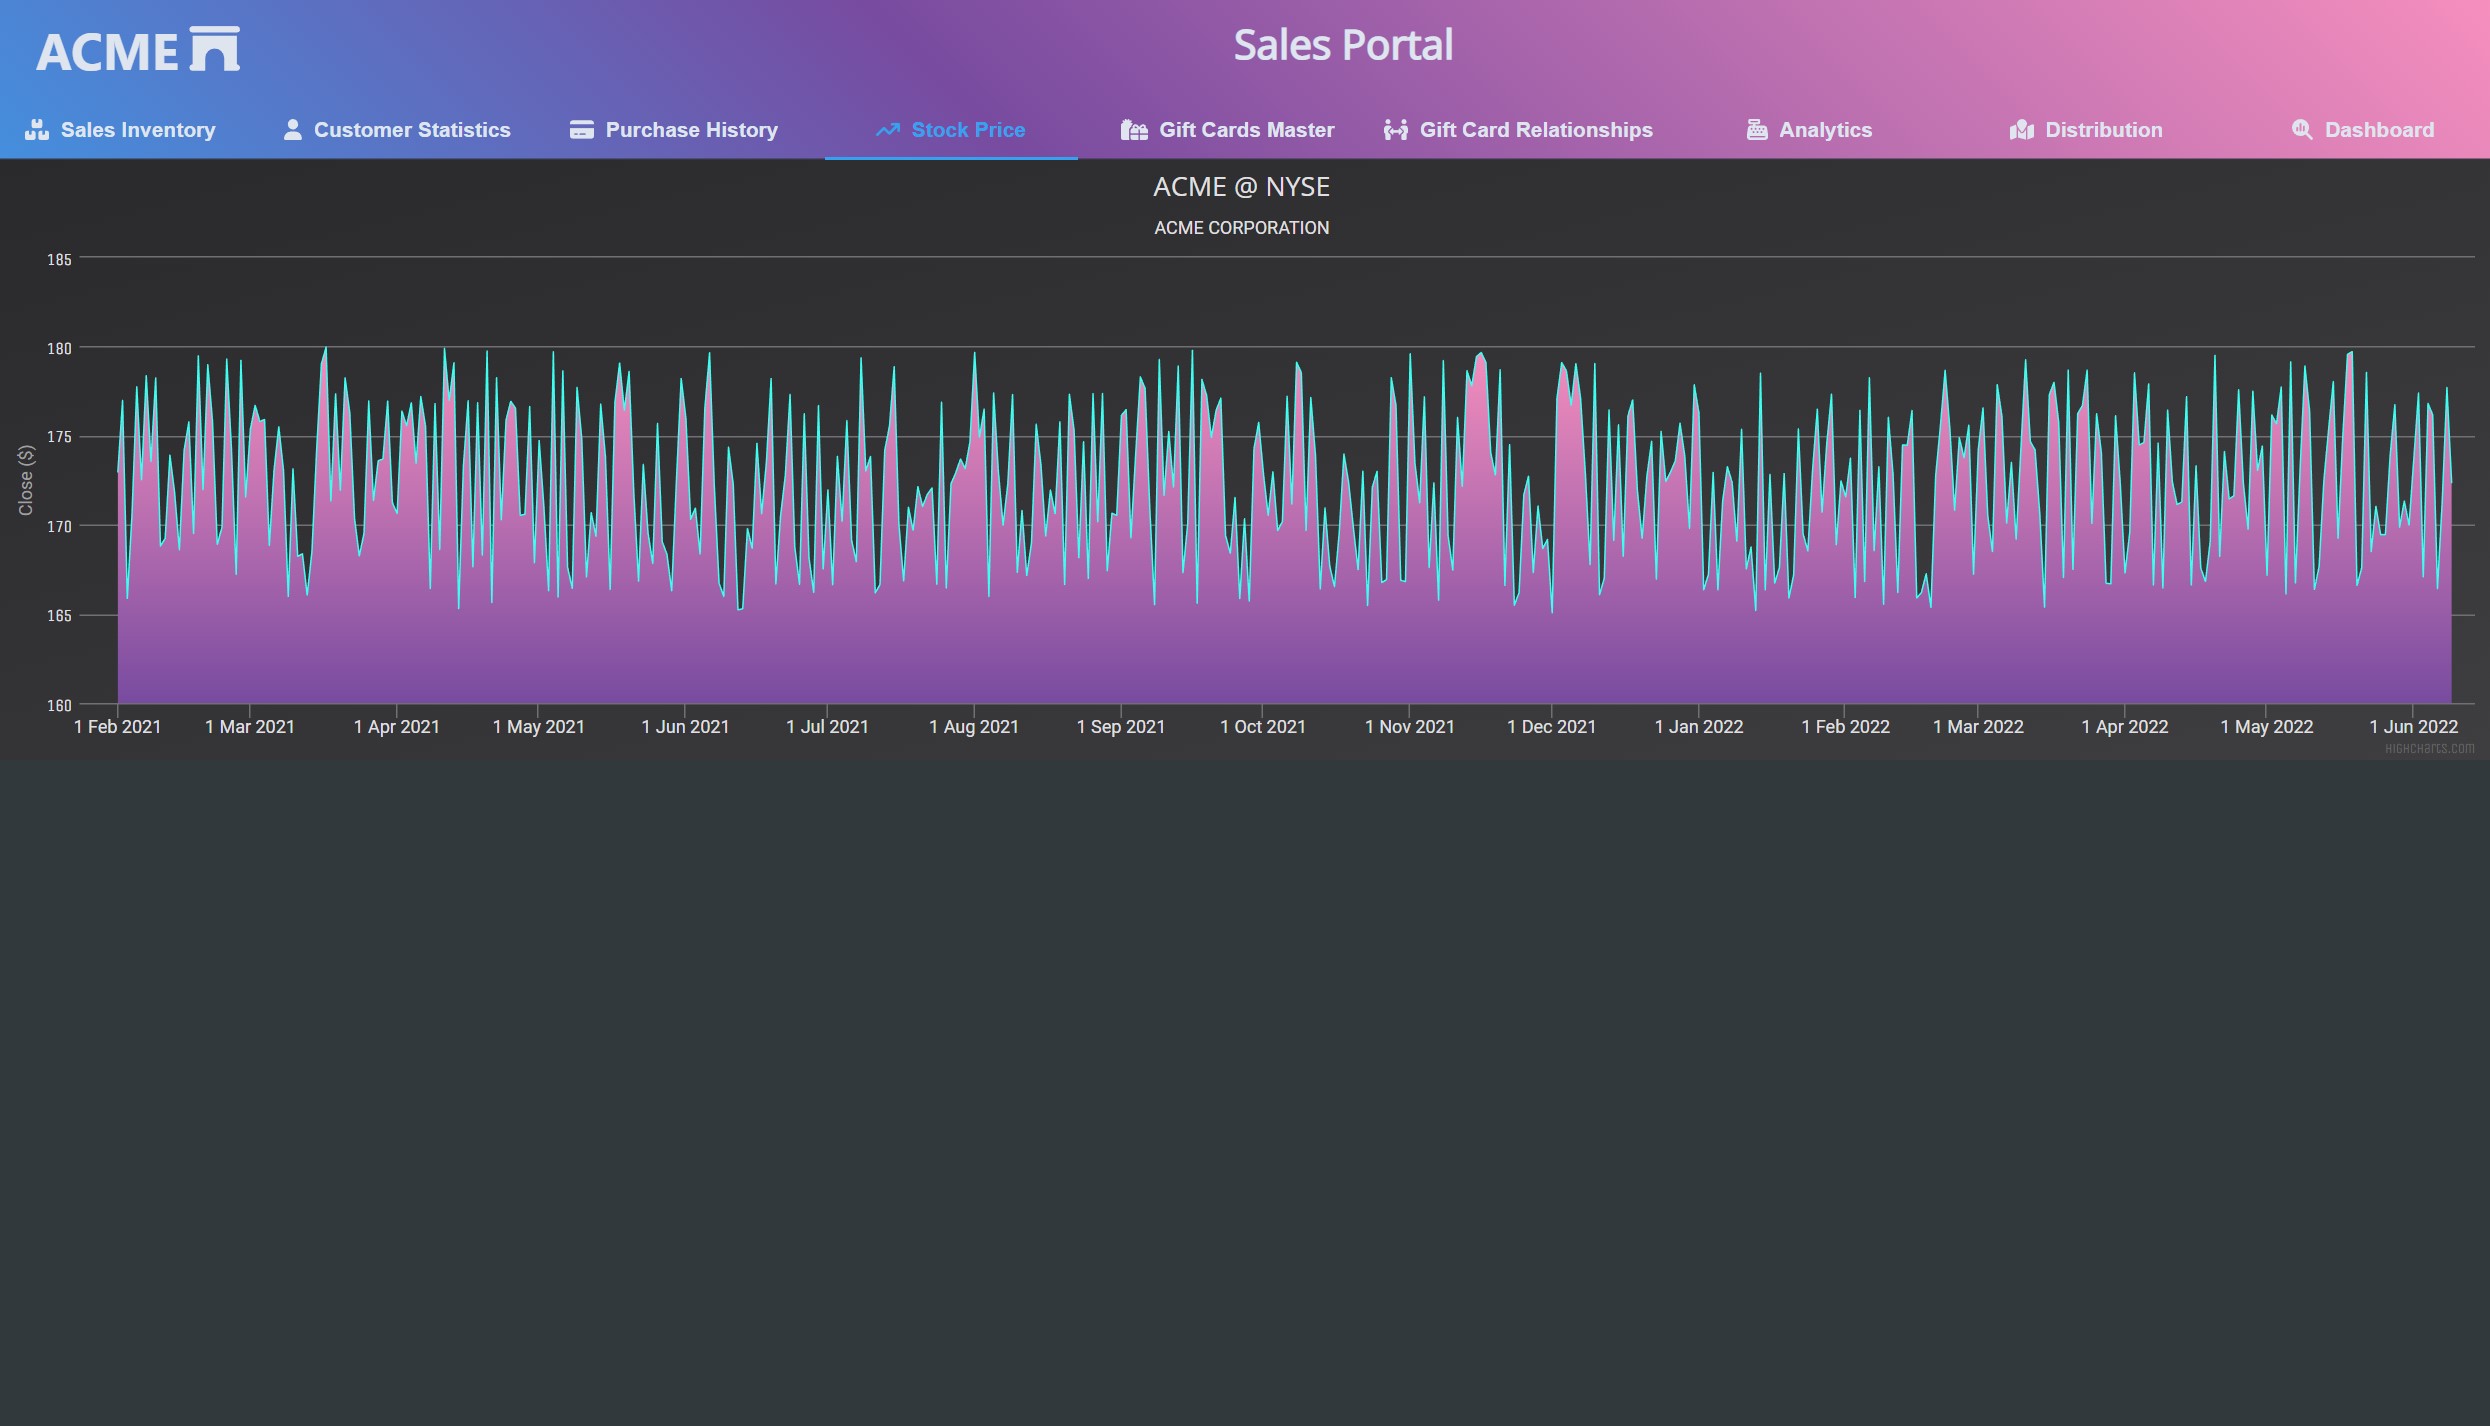 ACME
Sales Portal
Sales Inventory
Customer Statistics
Purchase History
Stock Price
Gift Cards Master
Gift Card Relationships
Analytics
Distribution
Dashboard
ACME @ NYSE
ACME CORPORATION
Close ($)
185
180
175
170
165
160
1 Feb 2021
1 Mar 2021
1 Apr 2021
1 May 2021
1 Jun 2021
1 Jul 2021
1 Aug 2021
1 Sep 2021
1 Oct 2021
1 Nov 2021
1 Dec 2021
1 Jan 2022
1 Feb 2022
1 Mar 2022
1 Apr 2022
1 May 2022
1 Jun 2022
Highcharts.com